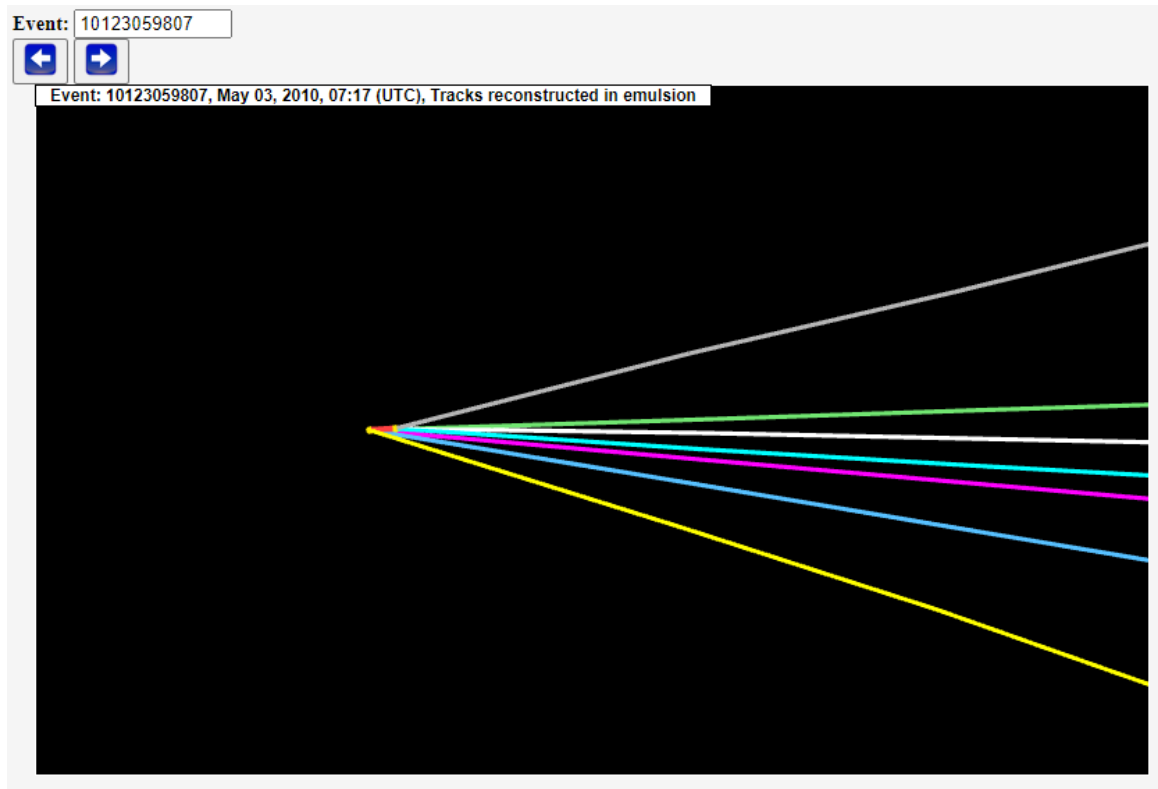 Event: 10123059807
Event: 10123059807, May 03, 2010, 07:17 (UTC), Tracks reconstructed in emulsion